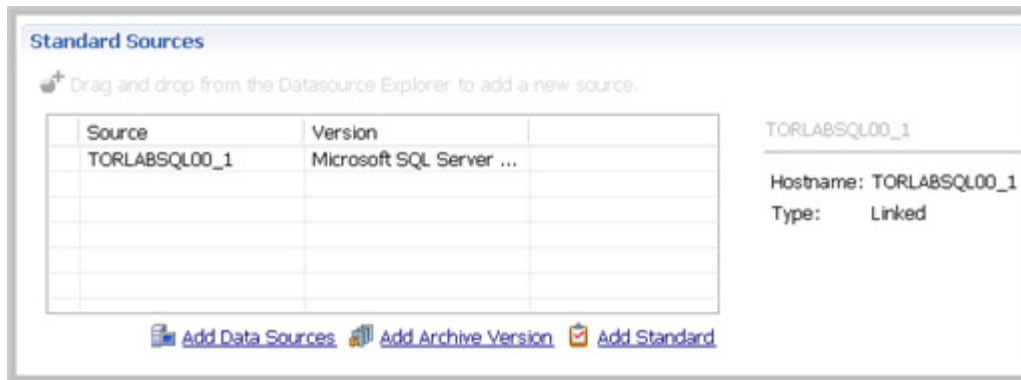 Standard Sources
Drag and drop from the Datasource Explorer to add a new source.
Source Version
TORLABSQL00_1 Microsoft SQL Server ...
TORLABSQL00_1
Hostname: TORLABSQL00_1
Type: Linked
Add Data Sources Add Archive Version Add Standard